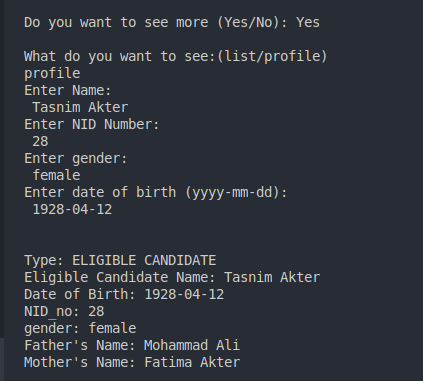 Do you want to see more (Yes/No): Yes
What do you want to see:(list/profile)
profile
Enter Name:
Tasnim Akter
Enter NID Number:
28
Enter gender:
female
Enter date of birth (yyyy-mm-dd):
1928-04-12
Type: ELIGIBLE CANDIDATE
Eligible Candidate Name: Tasnim Akter
Date of Birth: 1928-04-12
NID_no: 28
gender: female
Father's Name: Mohammad Ali
Mother's Name: Fatima Akter